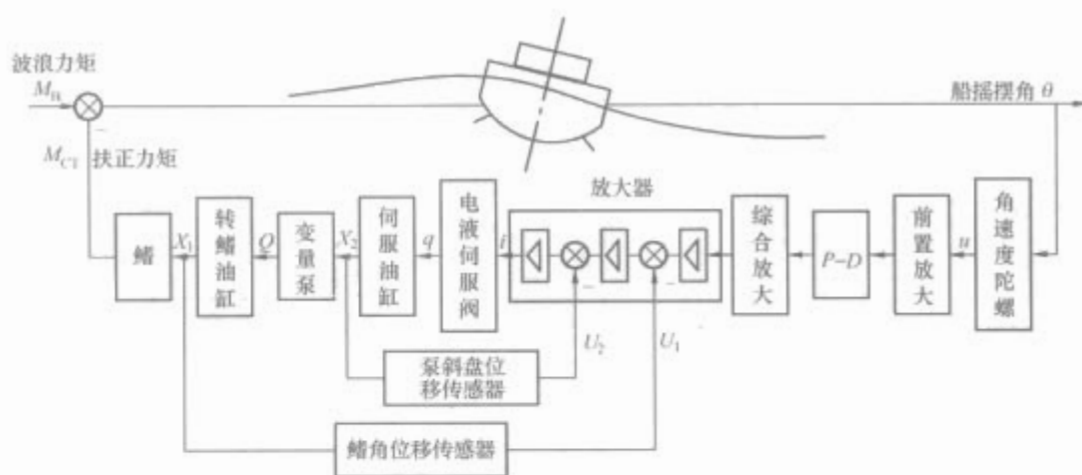 波浪力矩
船摇摆角 θ
M_CT 扶正力矩
放大器
鳍
X₁
转鳍油缸
Q
变量泵
X₂
伺服油缸
q
电液伺服阀
i
综合放大
P-D
前置放大
u
角速度陀螺
U₂
U₁
泵斜盘位
移传感器
鳍角位移传感器